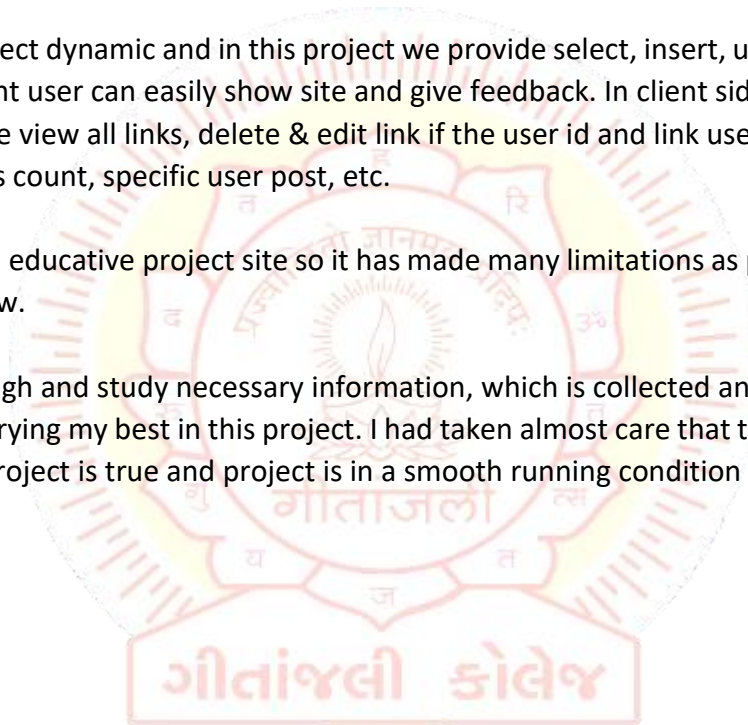 ect dynamic and in this project we provide select, insert, u
nt user can easily show site and give feedback. In client sid
e view all links, delete & edit link if the user id and link use
s count, specific user post, etc.
educative project site so it has made many limitations as p
w.
gh and study necessary information, which is collected an
rying my best in this project. I had taken almost care that t
roject is true and project is in a smooth running condition
ह
त
रि
द
ॐ
गु
त्स
य
त
ज
ગીતાંજલી કોલેજ